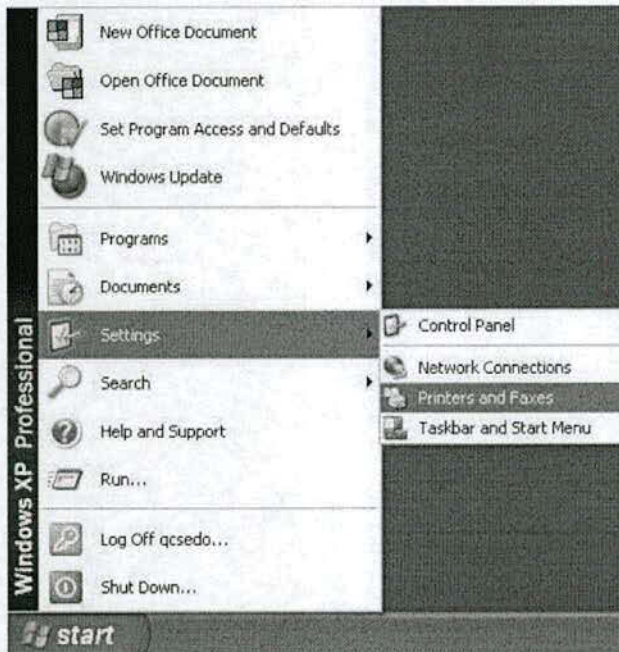 New Office Document
Open Office Document
Set Program Access and Defaults
Windows Update
Programs
Documents
Settings
Search
Help and Support
Run...
Log Off qcsedo...
Shut Down...
Control Panel
Network Connections
Printers and Faxes
Taskbar and Start Menu
Windows XP Professional
start